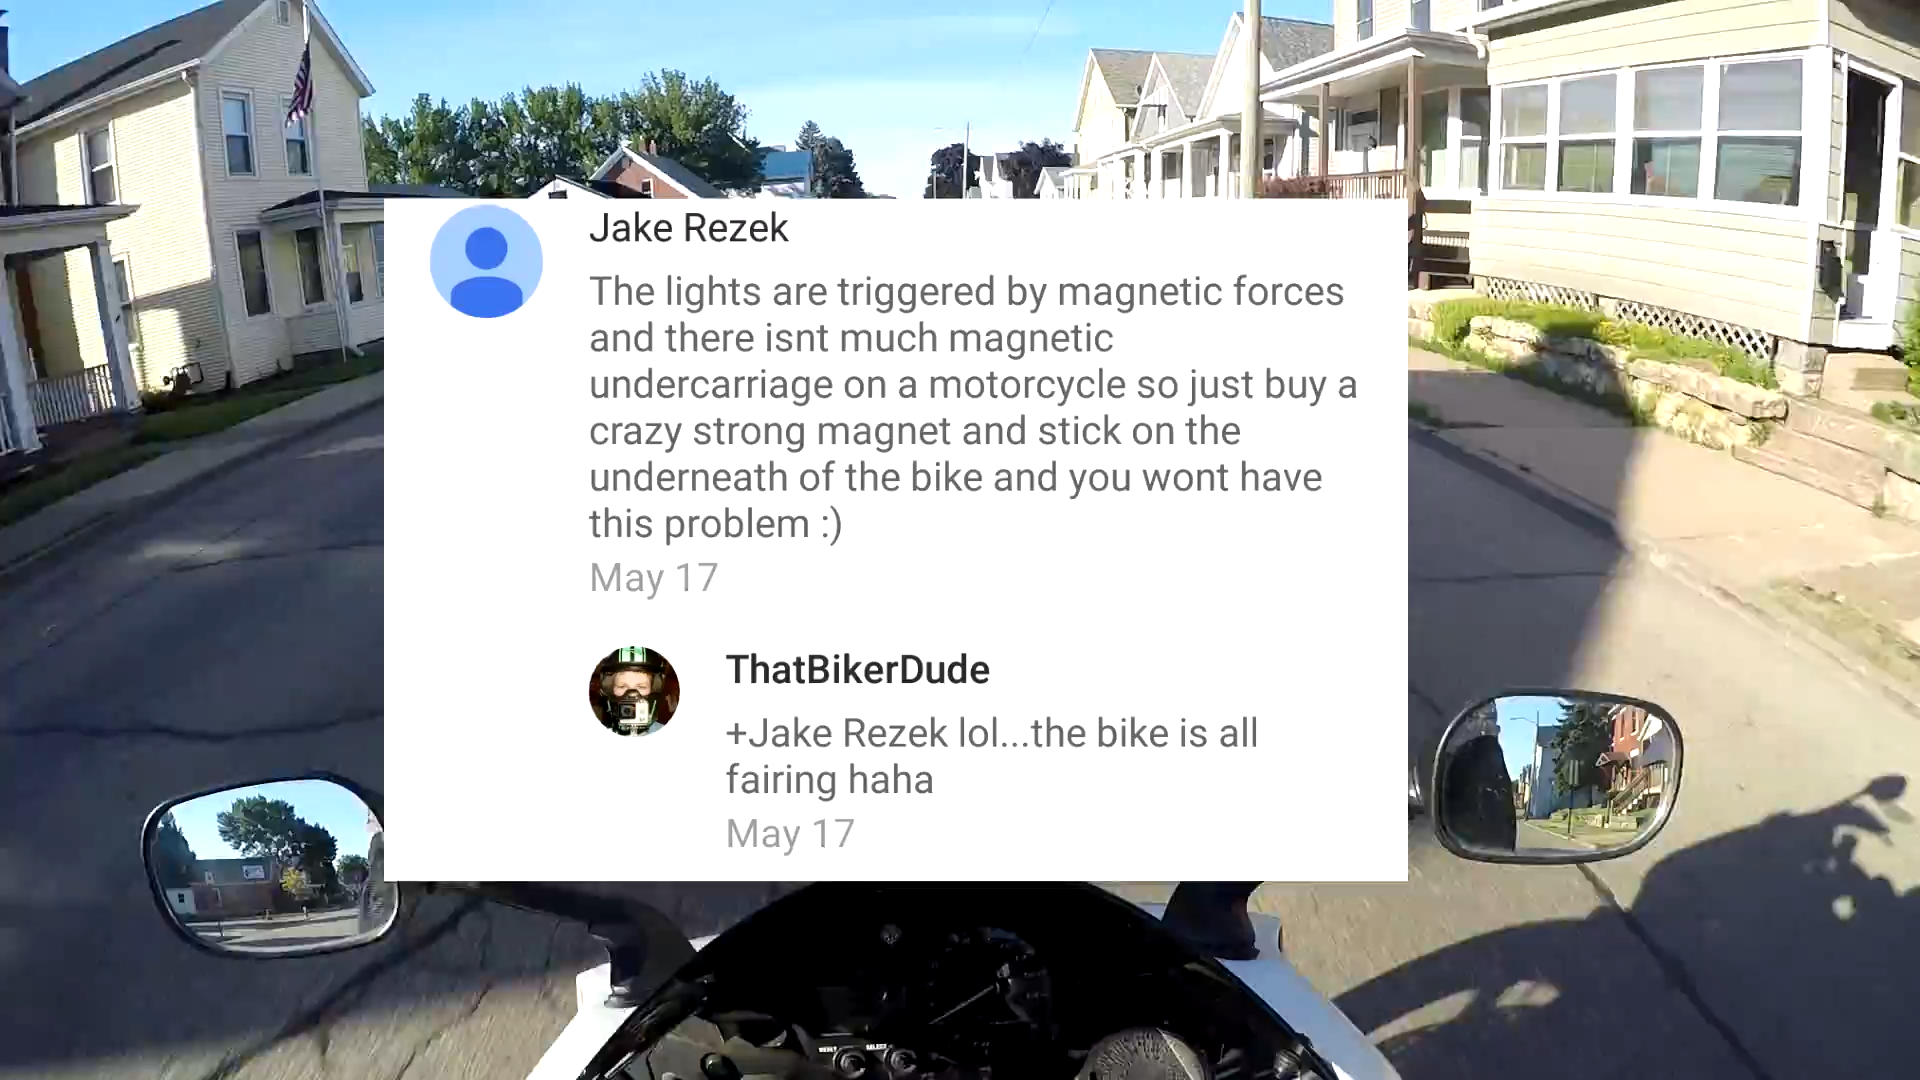 Jake Rezek
The lights are triggered by magnetic forces
and there isnt much magnetic
undercarriage on a motorcycle so just buy a
crazy strong magnet and stick on the
underneath of the bike and you wont have
this problem :)
May 17
ThatBikerDude
+Jake Rezek lol...the bike is all
fairing haha
May 17
RESET SELECT